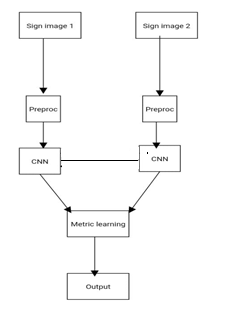 Sign image 1
Sign image 2
Preproc
Preproc
CNN
CNN
Metric learning
Output